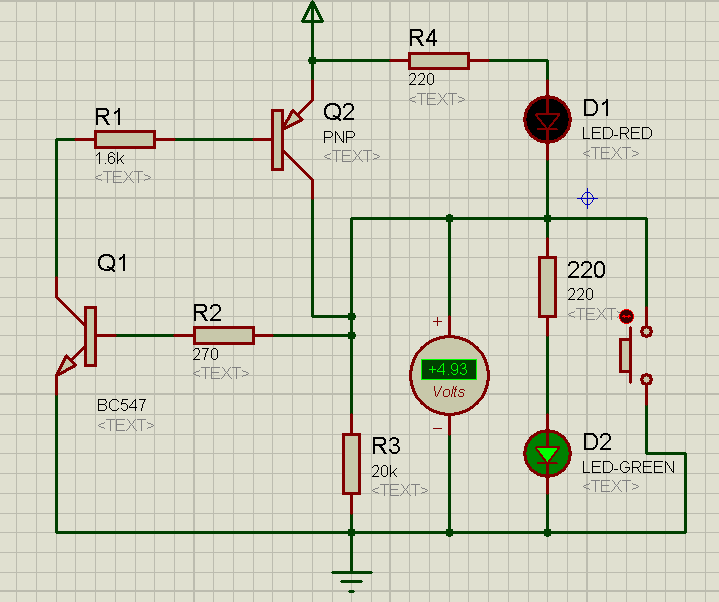 R4
220
<TEXT>
R1
1.6k
<TEXT>
Q2
PNP
<TEXT>
D1
LED-RED
<TEXT>
Q1
BC547
<TEXT>
R2
270
<TEXT>
+
+4.93
Volts
−
220
220
<TEXT>
R3
20k
<TEXT>
D2
LED-GREEN
<TEXT>